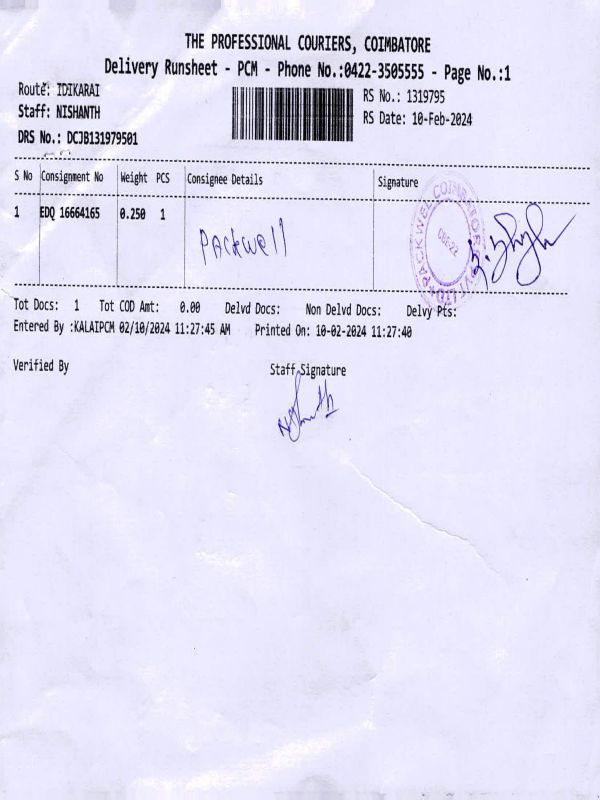 THE PROFESSIONAL COURIERS, COIMBATORE
Delivery Runsheet - PCM - Phone No.:0422-3505555 - Page No.:1
Route: IDIKARAI
RS No.: 1319795
Staff: NISHANTH
RS Date: 10-Feb-2024
DRS No.: DCJB131979501
S No Consignment No Weight PCS Consignee Details Signature
1 EDQ 16664165 0.250 1
Packwell
PACKWEL COIMBATORE
Tot Docs: 1 Tot COD Amt: 0.00 Delvd Docs: Non Delvd Docs: Delvy Pts:
Entered By :KALAIPCM 02/10/2024 11:27:45 AM Printed On: 10-02-2024 11:27:40
Verified By Staff Signature